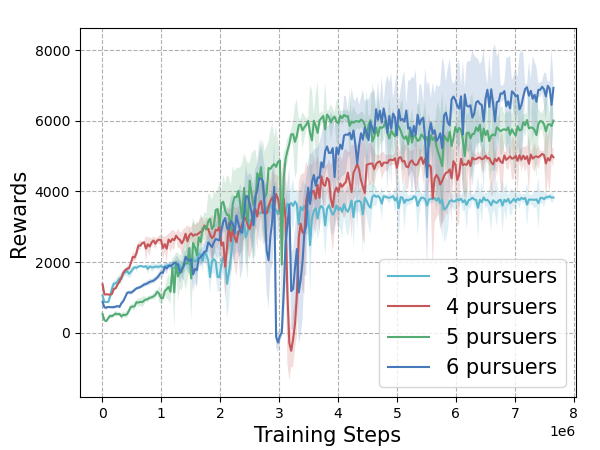 8000
6000
4000
2000
0
Rewards
0 1 2 3 4 5 6 7 8
1e6
Training Steps
3 pursuers
4 pursuers
5 pursuers
6 pursuers